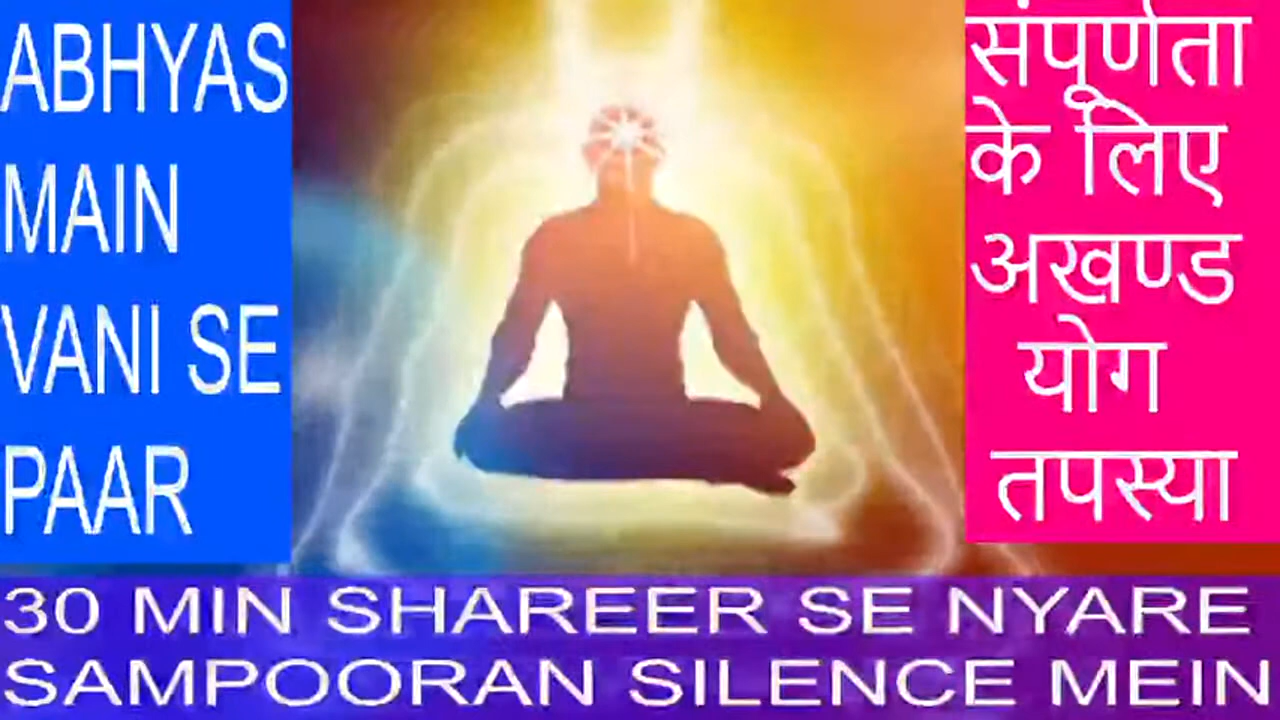 ABHYAS
MAIN
VANI SE
PAAR
संपूर्णता
के लिए
अखण्ड
योग
तपस्या
30 MIN SHAREER SE NYARE
SAMPOORAN SILENCE MEIN